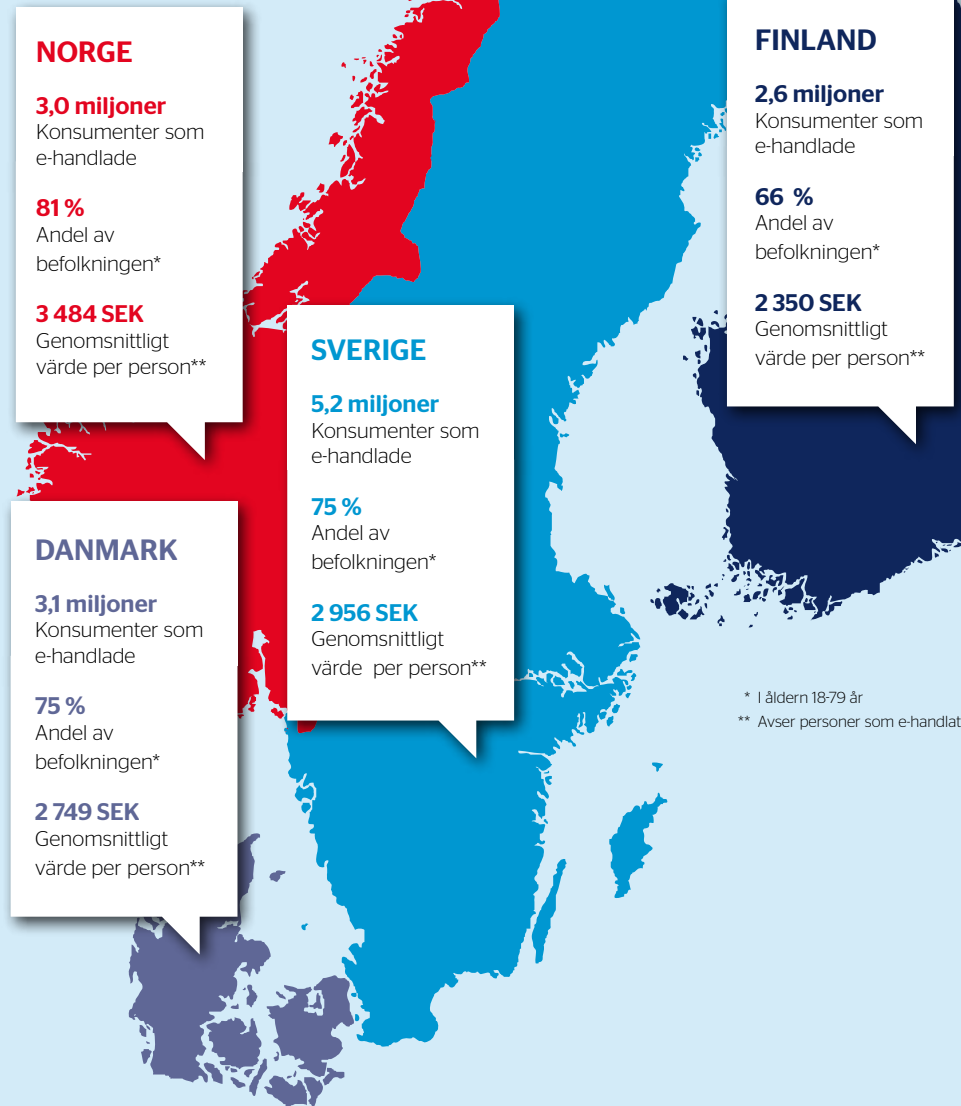 NORGE
3,0 miljoner
Konsumenter som
e-handlade
81 %
Andel av
befolkningen*
3 484 SEK
Genomsnittligt
värde per person**
FINLAND
2,6 miljoner
Konsumenter som
e-handlade
66 %
Andel av
befolkningen*
2 350 SEK
Genomsnittligt
värde per person**
SVERIGE
5,2 miljoner
Konsumenter som
e-handlade
75 %
Andel av
befolkningen*
2 956 SEK
Genomsnittligt
värde per person**
DANMARK
3,1 miljoner
Konsumenter som
e-handlade
75 %
Andel av
befolkningen*
2 749 SEK
Genomsnittligt
värde per person**
* I åldern 18-79 år
** Avser personer som e-handlat